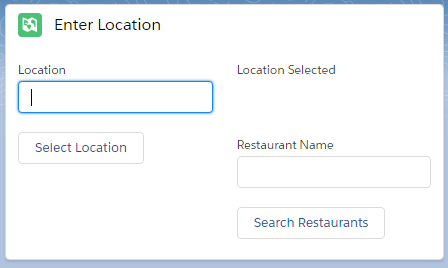 Enter Location
Location
Location Selected
Select Location
Restaurant Name
Search Restaurants